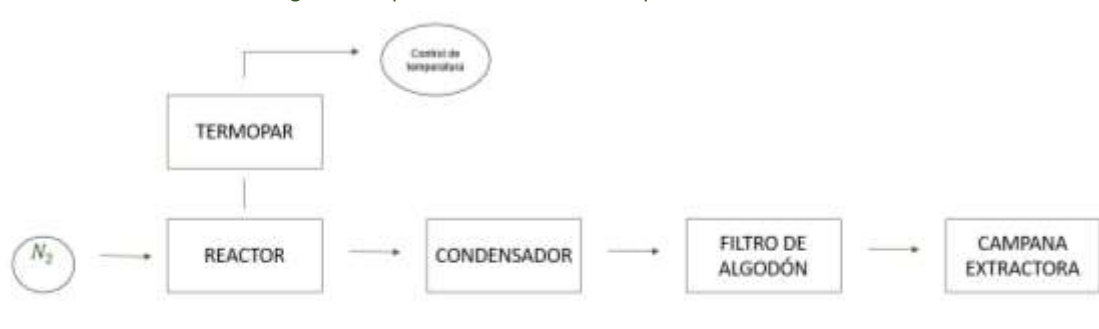 Control de
temperatura
TERMOPAR
N₂
REACTOR
CONDENSADOR
FILTRO DE
ALGODÓN
CAMPANA
EXTRACTORA